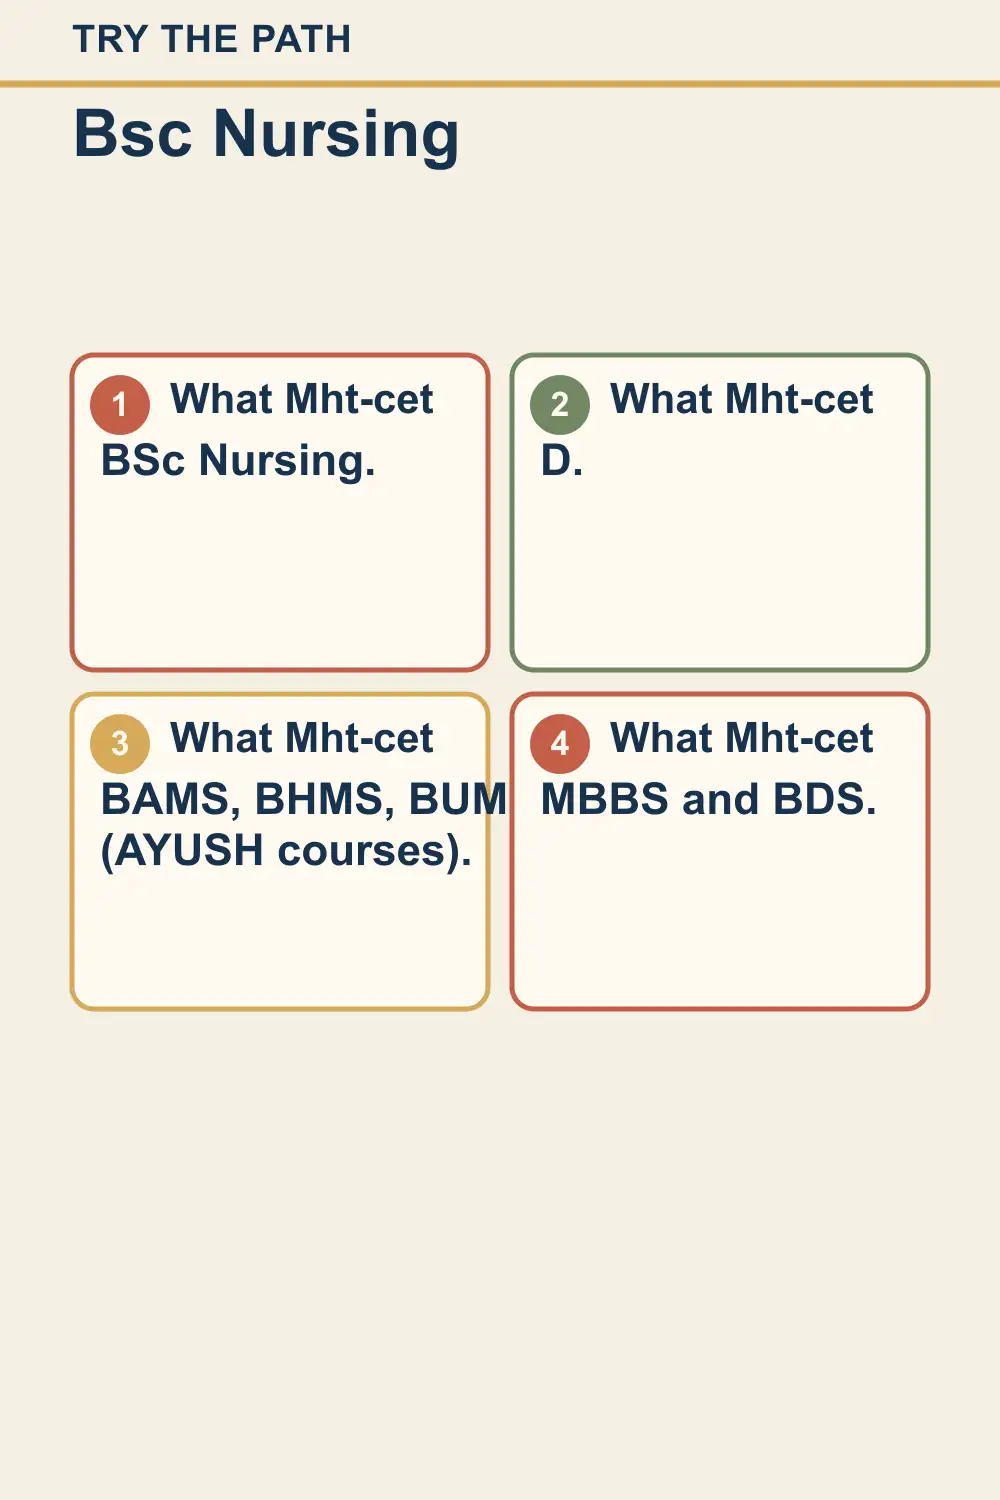 TRY THE PATH
Bsc Nursing
1 What Mht-cet
BSc Nursing.
2 What Mht-cet
D.
3 What Mht-cet
BAMS, BHMS, BUM
(AYUSH courses).
4 What Mht-cet
MBBS and BDS.